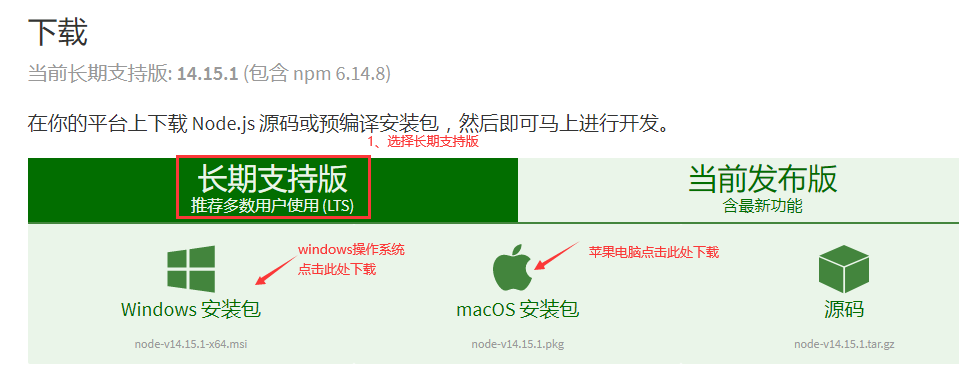 下载
当前长期支持版: 14.15.1 (包含 npm 6.14.8)
在你的平台上下载 Node.js 源码或预编译安装包，然后即可马上进行开发。
1、选择长期支持版
长期支持版
推荐多数用户使用 (LTS)
当前发布版
含最新功能
windows操作系统
点击此处下载
苹果电脑点击此处下载
Windows 安装包
macOS 安装包
源码
node-v14.15.1-x64.msi
node-v14.15.1.pkg
node-v14.15.1.tar.gz